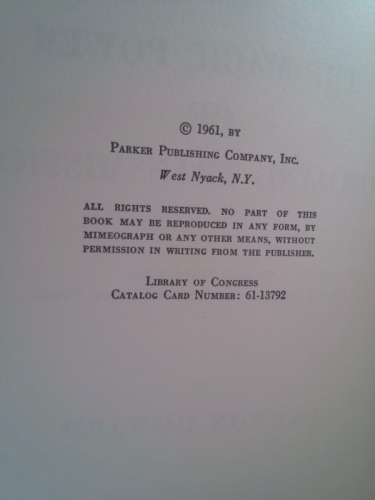 © 1961, BY
PARKER PUBLISHING COMPANY, INC.
West Nyack, N.Y.
ALL RIGHTS RESERVED. NO PART OF THIS
BOOK MAY BE REPRODUCED IN ANY FORM, BY
MIMEOGRAPH OR ANY OTHER MEANS, WITHOUT
PERMISSION IN WRITING FROM THE PUBLISHER.
LIBRARY OF CONGRESS
CATALOG CARD NUMBER: 61-13792